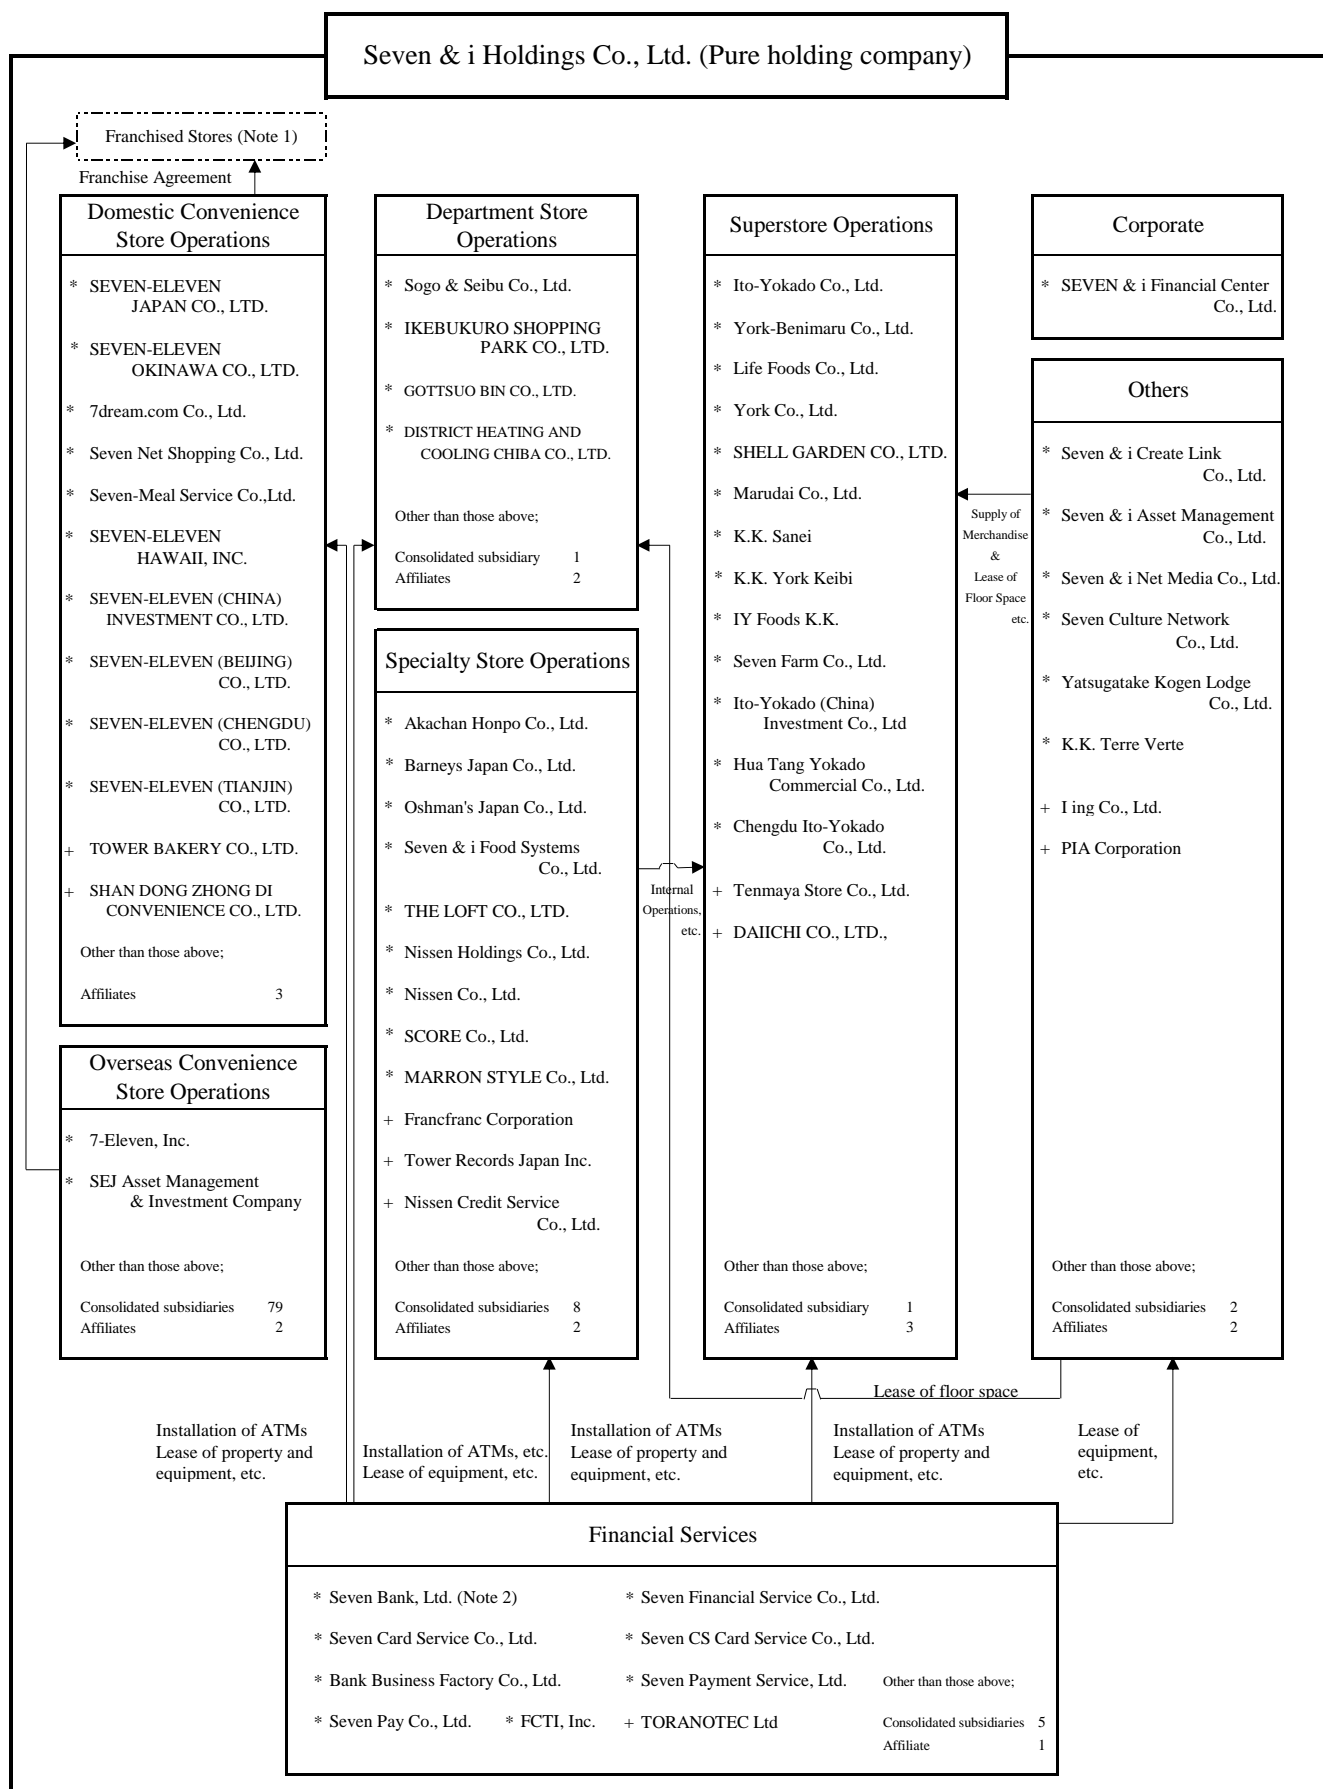 Seven & i Holdings Co., Ltd. (Pure holding company)
Franchised Stores (Note 1)
Franchise Agreement
Domestic Convenience
Store Operations
* SEVEN-ELEVEN
JAPAN CO., LTD.
* SEVEN-ELEVEN
OKINAWA CO., LTD.
* 7dream.com Co., Ltd.
* Seven Net Shopping Co., Ltd.
* Seven-Meal Service Co.,Ltd.
* SEVEN-ELEVEN
HAWAII, INC.
* SEVEN-ELEVEN (CHINA)
INVESTMENT CO., LTD.
* SEVEN-ELEVEN (BEIJING)
CO., LTD.
* SEVEN-ELEVEN (CHENGDU)
CO., LTD.
* SEVEN-ELEVEN (TIANJIN)
CO., LTD.
+ TOWER BAKERY CO., LTD.
+ SHAN DONG ZHONG DI
CONVENIENCE CO., LTD.
Other than those above;
Affiliates 3
Overseas Convenience
Store Operations
* 7-Eleven, Inc.
* SEJ Asset Management
& Investment Company
Other than those above;
Consolidated subsidiaries 79
Affiliates 2
Department Store
Operations
* Sogo & Seibu Co., Ltd.
* IKEBUKURO SHOPPING
PARK CO., LTD.
* GOTTSUO BIN CO., LTD.
* DISTRICT HEATING AND
COOLING CHIBA CO., LTD.
Other than those above;
Consolidated subsidiary 1
Affiliates 2
Specialty Store Operations
* Akachan Honpo Co., Ltd.
* Barneys Japan Co., Ltd.
* Oshman's Japan Co., Ltd.
* Seven & i Food Systems
Co., Ltd.
* THE LOFT CO., LTD.
* Nissen Holdings Co., Ltd.
* Nissen Co., Ltd.
* SCORE Co., Ltd.
* MARRON STYLE Co., Ltd.
+ Francfranc Corporation
+ Tower Records Japan Inc.
+ Nissen Credit Service
Co., Ltd.
Other than those above;
Consolidated subsidiaries 8
Affiliates 2
Internal
Operations,
etc.
Superstore Operations
* Ito-Yokado Co., Ltd.
* York-Benimaru Co., Ltd.
* Life Foods Co., Ltd.
* York Co., Ltd.
* SHELL GARDEN CO., LTD.
* Marudai Co., Ltd.
* K.K. Sanei
* K.K. York Keibi
* IY Foods K.K.
* Seven Farm Co., Ltd.
* Ito-Yokado (China)
Investment Co., Ltd
* Hua Tang Yokado
Commercial Co., Ltd.
* Chengdu Ito-Yokado
Co., Ltd.
+ Tenmaya Store Co., Ltd.
+ DAIICHI CO., LTD.,
Other than those above;
Consolidated subsidiary 1
Affiliates 3
Supply of
Merchandise
&
Lease of
Floor Space
etc.
Corporate
* SEVEN & i Financial Center
Co., Ltd.
Others
* Seven & i Create Link
Co., Ltd.
* Seven & i Asset Management
Co., Ltd.
* Seven & i Net Media Co., Ltd.
* Seven Culture Network
Co., Ltd.
* Yatsugatake Kogen Lodge
Co., Ltd.
* K.K. Terre Verte
+ I ing Co., Ltd.
+ PIA Corporation
Other than those above;
Consolidated subsidiaries 2
Affiliates 2
Lease of floor space
Installation of ATMs
Lease of property and
equipment, etc.
Installation of ATMs, etc.
Lease of equipment, etc.
Installation of ATMs
Lease of property and
equipment, etc.
Installation of ATMs
Lease of property and
equipment, etc.
Lease of
equipment,
etc.
Financial Services
* Seven Bank, Ltd. (Note 2) * Seven Financial Service Co., Ltd.
* Seven Card Service Co., Ltd. * Seven CS Card Service Co., Ltd.
* Bank Business Factory Co., Ltd. * Seven Payment Service, Ltd. Other than those above;
* Seven Pay Co., Ltd. * FCTI, Inc. + TORANOTEC Ltd Consolidated subsidiaries 5
Affiliate 1